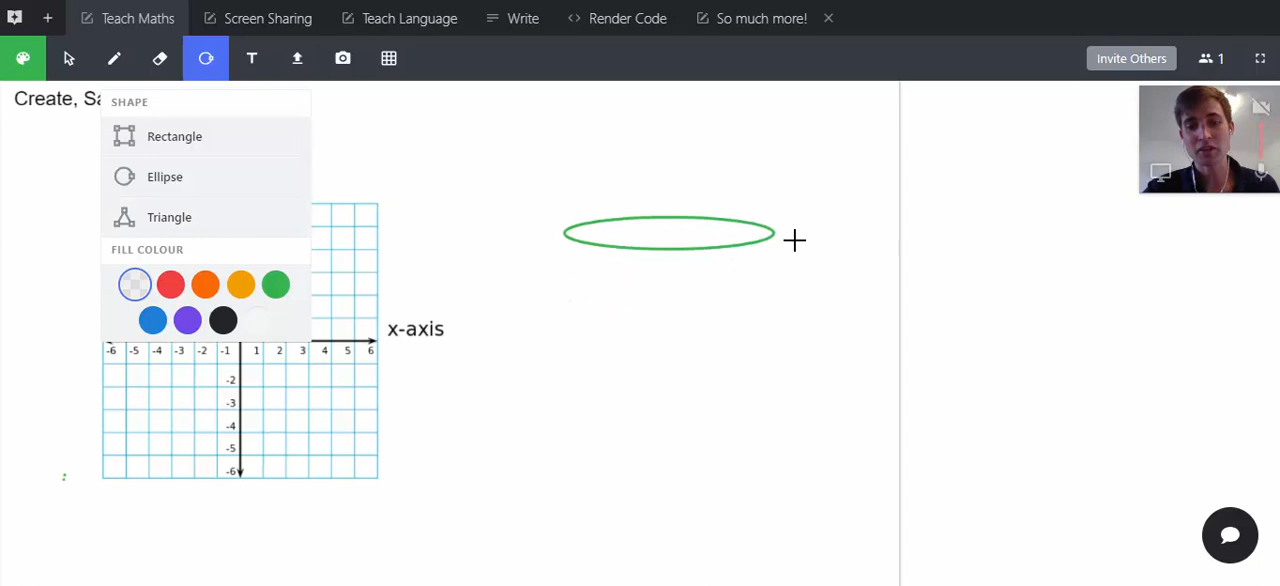 Teach Maths
Screen Sharing
Teach Language
Write
Render Code
So much more!
T
Invite Others
1
Create, Sa
SHAPE
Rectangle
Ellipse
Triangle
FILL COLOUR
x-axis
-6 -5 -4 -3 -2 -1 1 2 3 4 5 6
-2
-3
-4
-5
-6